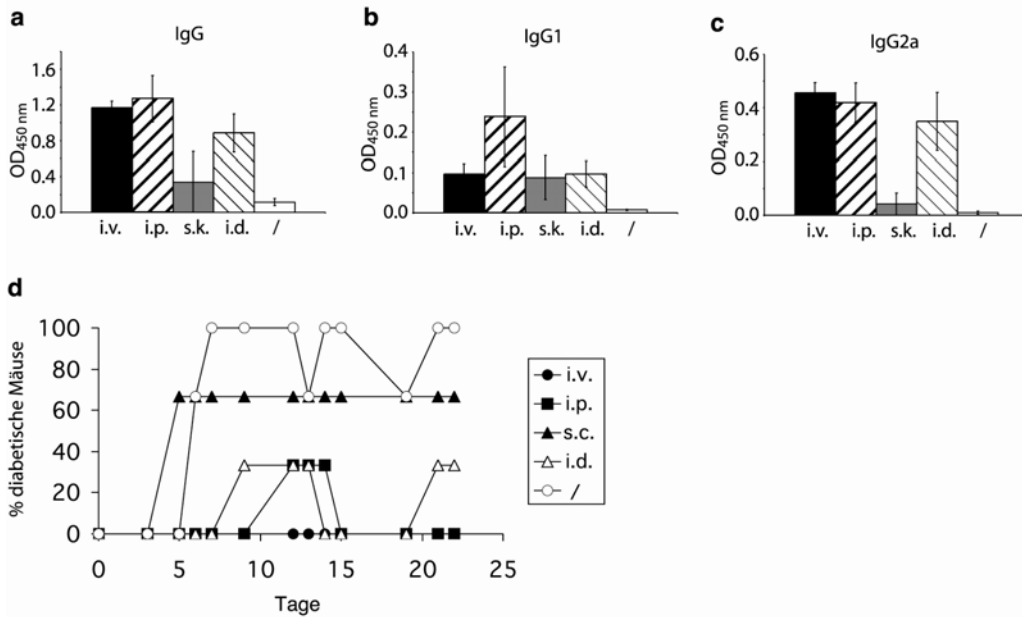 a
IgG
OD450 nm
1.6
1.2
0.8
0.4
0.0
i.v. i.p. s.k. i.d. /
b
IgG1
OD450 nm
0.4
0.3
0.2
0.1
0.0
i.v. i.p. s.k. i.d. /
c
IgG2a
OD450 nm
0.6
0.4
0.2
0.0
i.v. i.p. s.k. i.d. /
d
% diabetische Mäuse
100
80
60
40
20
0
0 5 10 15 20 25
Tage
i.v.
i.p.
s.c.
i.d.
/